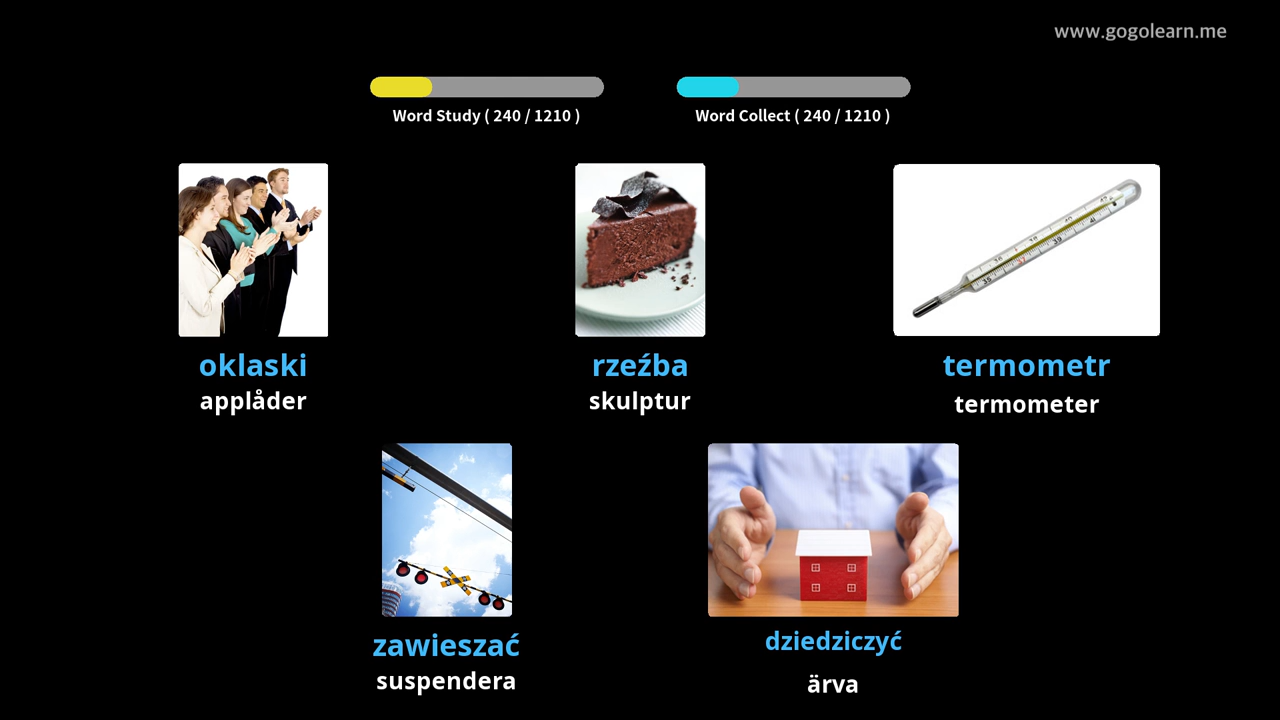 www.gogolearn.me
Word Study ( 240 / 1210 )
Word Collect ( 240 / 1210 )
oklaski
applåder
rzeźba
skulptur
termometr
termometer
zawieszać
suspendera
dziedziczyć
ärva